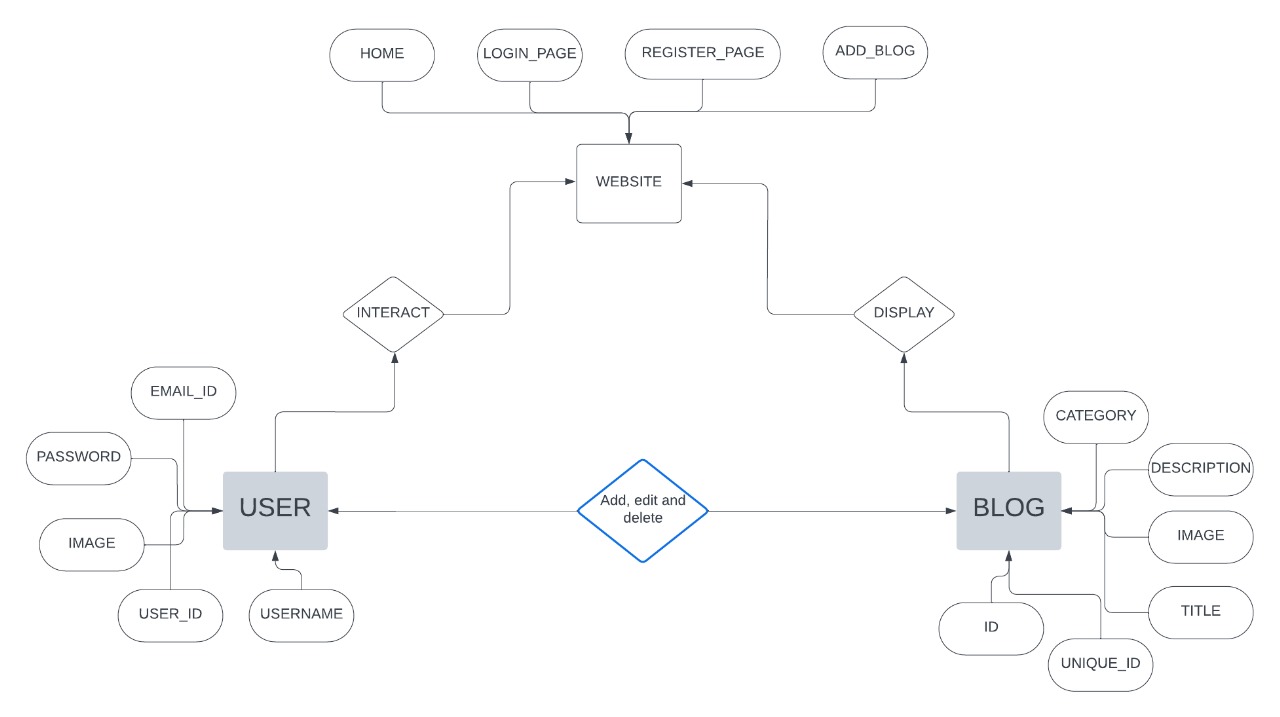 HOME
LOGIN_PAGE
REGISTER_PAGE
ADD_BLOG
WEBSITE
INTERACT
DISPLAY
EMAIL_ID
PASSWORD
IMAGE
USER_ID
USERNAME
USER
Add, edit and
delete
BLOG
CATEGORY
DESCRIPTION
IMAGE
TITLE
ID
UNIQUE_ID